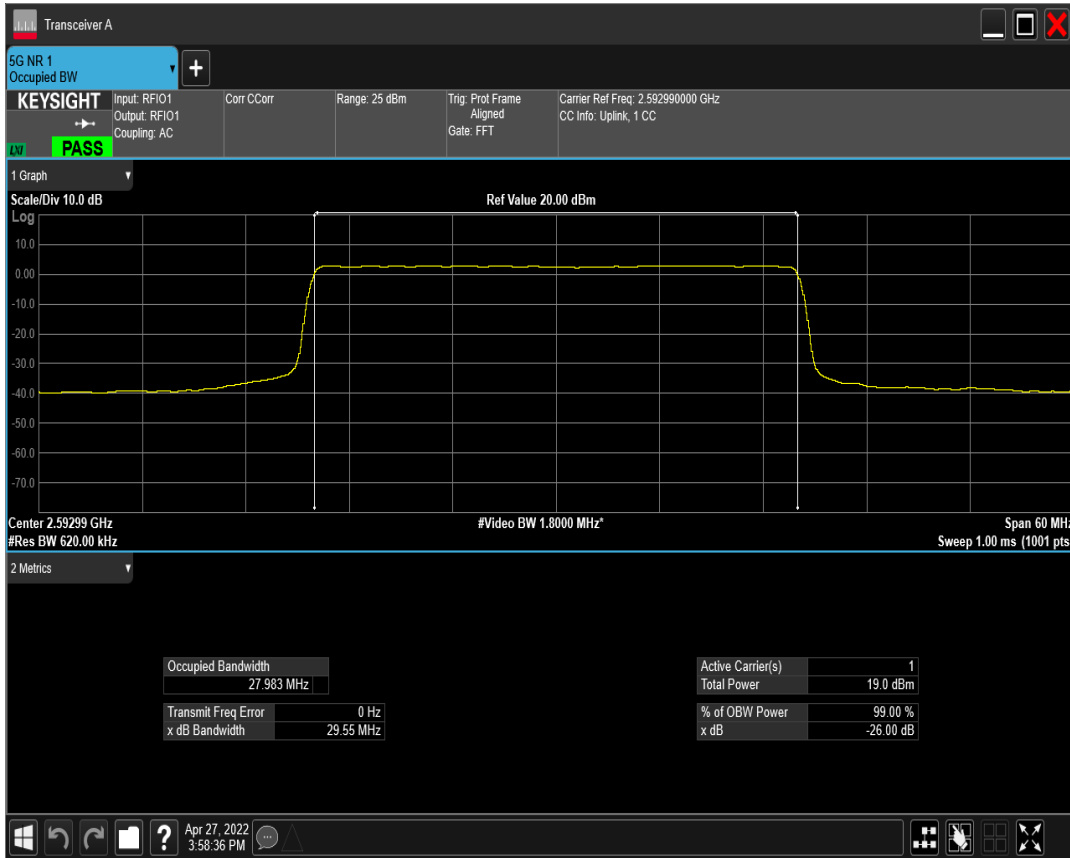 Transceiver A
5G NR 1
Occupied BW
+
KEYSIGHT
LXI
PASS
Input: RFIO1
Output: RFIO1
Coupling: AC
Corr CCorr
Range: 25 dBm
Trig: Prot Frame
Aligned
Gate: FFT
Carrier Ref Freq: 2.592990000 GHz
CC Info: Uplink, 1 CC
1 Graph
Scale/Div 10.0 dB
Ref Value 20.00 dBm
Log
10.0
0.00
-10.0
-20.0
-30.0
-40.0
-50.0
-60.0
-70.0
Center 2.59299 GHz
#Video BW 1.8000 MHz*
Span 60 MHz
#Res BW 620.00 kHz
Sweep 1.00 ms (1001 pts
2 Metrics
Occupied Bandwidth
27.983 MHz
Transmit Freq Error 0 Hz
x dB Bandwidth 29.55 MHz
Active Carrier(s) 1
Total Power 19.0 dBm
% of OBW Power 99.00 %
x dB -26.00 dB
?
Apr 27, 2022
3:58:36 PM